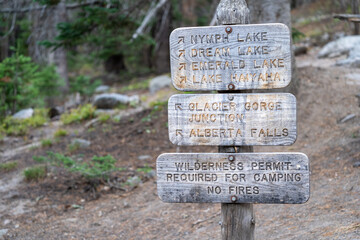 ↗ NYMPH LAKE
↗ DREAM LAKE
↗ EMERALD LAKE
↗ LAKE HAIYAHA
↖ GLACIER GORGE
JUNCTION
↖ ALBERTA FALLS
WILDERNESS PERMIT
REQUIRED FOR CAMPING
NO FIRES